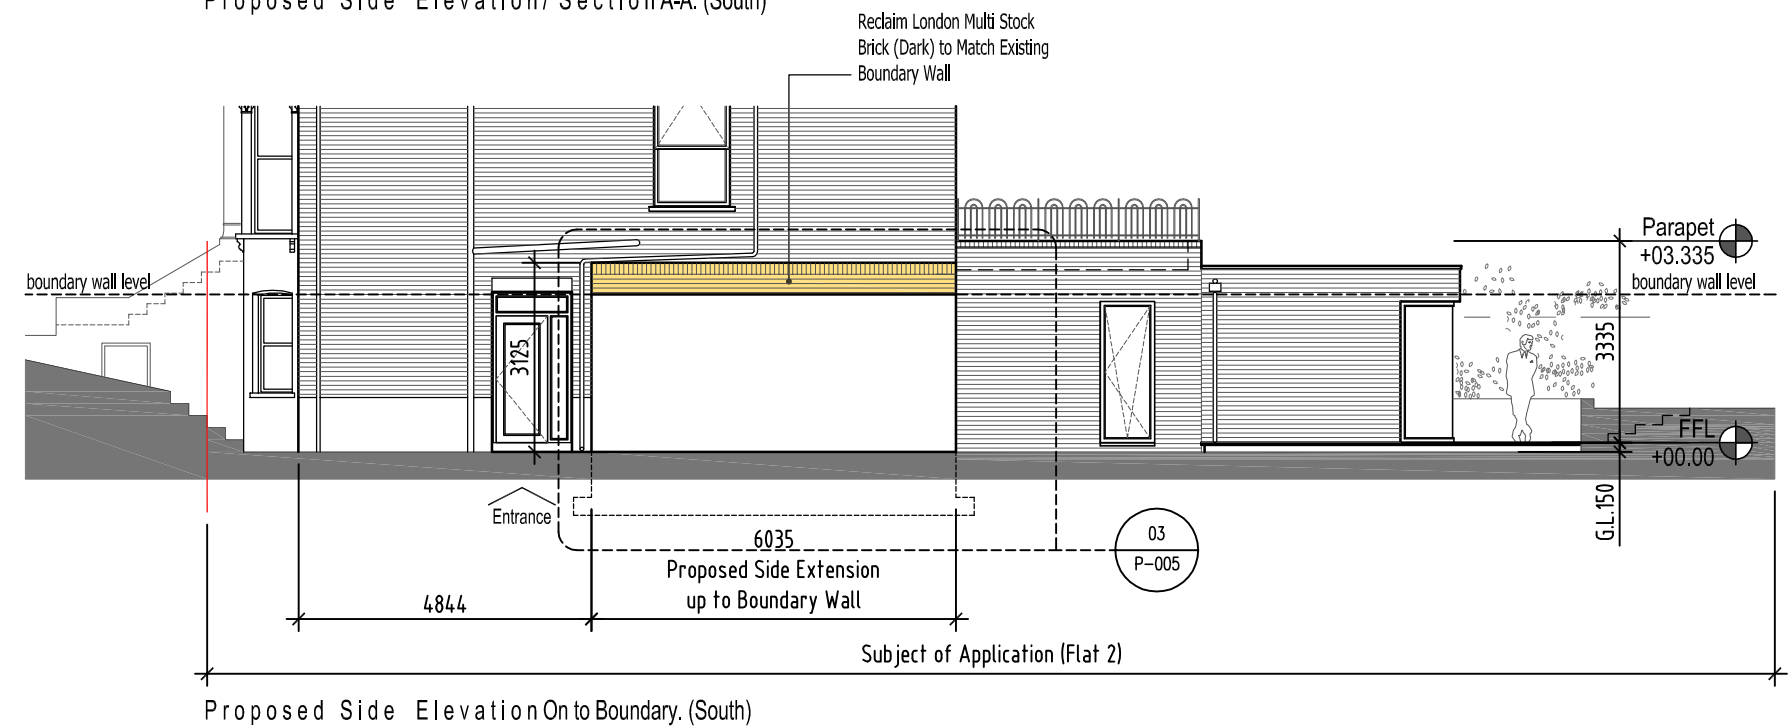 Proposed Side Elevation/Section A-A. (South)
Reclaim London Multi Stock
Brick (Dark) to Match Existing
Boundary Wall
Parapet
+03.335
boundary wall level
boundary wall level
3125
3335
FFL
+00.00
G.L.150
Entrance
6035
Proposed Side Extension
up to Boundary Wall
4844
03
P-005
Subject of Application (Flat 2)
Proposed Side Elevation On to Boundary. (South)